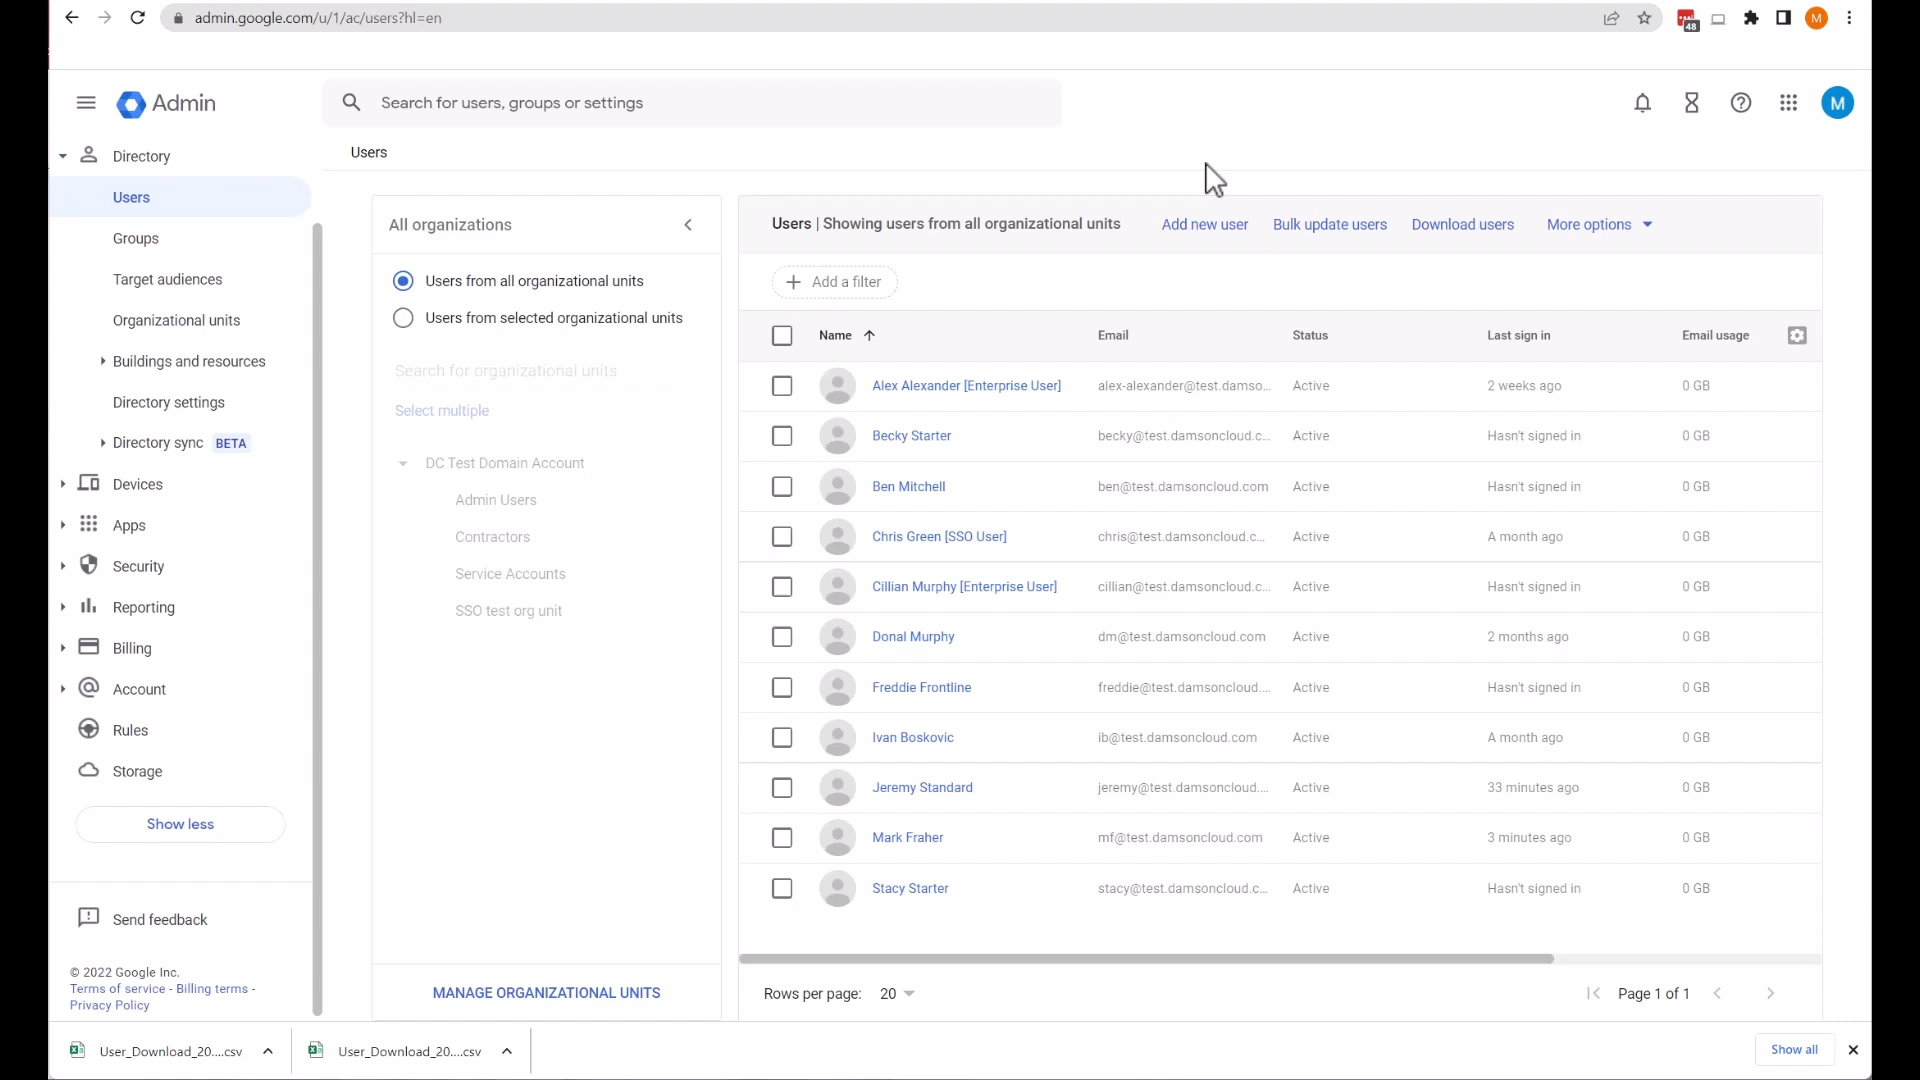 admin.google.com/u/1/ac/users?hl=en
48
M
Admin
Search for users, groups or settings
M
Directory
Users
Groups
Target audiences
Organizational units
Buildings and resources
Directory settings
Directory sync BETA
Devices
Apps
Security
Reporting
Billing
Account
Rules
Storage
Show less
Send feedback
© 2022 Google Inc.
Terms of service - Billing terms -
Privacy Policy
Users
All organizations
Users from all organizational units
Users from selected organizational units
Search for organizational units
Select multiple
DC Test Domain Account
Admin Users
Contractors
Service Accounts
SSO test org unit
MANAGE ORGANIZATIONAL UNITS
Users | Showing users from all organizational units Add new user Bulk update users Download users More options
Add a filter
Name Email Status Last sign in Email usage
Alex Alexander [Enterprise User] alex-alexander@test.damso... Active 2 weeks ago 0 GB
Becky Starter becky@test.damsoncloud.c... Active Hasn't signed in 0 GB
Ben Mitchell ben@test.damsoncloud.com Active Hasn't signed in 0 GB
Chris Green [SSO User] chris@test.damsoncloud.c... Active A month ago 0 GB
Cillian Murphy [Enterprise User] cillian@test.damsoncloud.c... Active Hasn't signed in 0 GB
Donal Murphy dm@test.damsoncloud.com Active 2 months ago 0 GB
Freddie Frontline freddie@test.damsoncloud.... Active Hasn't signed in 0 GB
Ivan Boskovic ib@test.damsoncloud.com Active A month ago 0 GB
Jeremy Standard jeremy@test.damsoncloud.... Active 33 minutes ago 0 GB
Mark Fraher mf@test.damsoncloud.com Active 3 minutes ago 0 GB
Stacy Starter stacy@test.damsoncloud.c... Active Hasn't signed in 0 GB
Rows per page: 20 Page 1 of 1
User_Download_20....csv User_Download_20....csv Show all